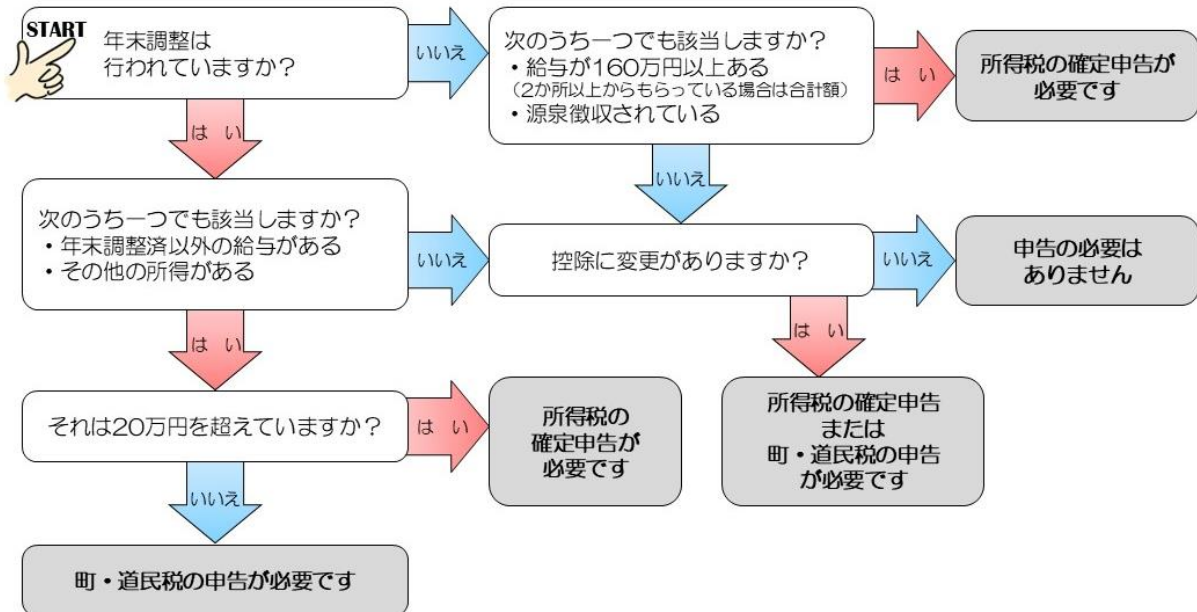 START
年末調整は
行われていますか？
いいえ
次のうち一つでも該当しますか？
・給与が160万円以上ある
（2か所以上からもらっている場合は合計額）
・源泉徴収されている
は　い
所得税の確定申告が
必要です
は　い
いいえ
次のうち一つでも該当しますか？
・年末調整済以外の給与がある
・その他の所得がある
いいえ
控除に変更がありますか？
いいえ
申告の必要は
ありません
は　い
は　い
それは20万円を超えていますか？
は　い
所得税の
確定申告が
必要です
所得税の確定申告
または
町・道民税の申告
が必要です
いいえ
町・道民税の申告が必要です